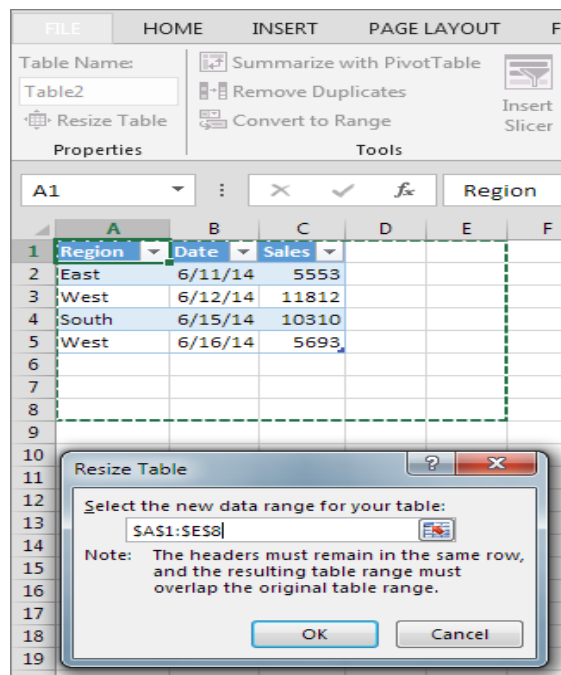 FILE HOME INSERT PAGE LAYOUT F
Table Name:
Table2
Resize Table
Properties
Summarize with PivotTable
Remove Duplicates
Convert to Range
Tools
Insert
Slicer
A1 fx Region
A B C D E F
1 Region Date Sales
2 East 6/11/14 5553
3 West 6/12/14 11812
4 South 6/15/14 10310
5 West 6/16/14 5693
6
7
8
9
10
11
12
13
14
15
16
17
18
19
Resize Table ?
Select the new data range for your table:
$A$1:$E$8
Note: The headers must remain in the same row,
and the resulting table range must
overlap the original table range.
OK Cancel